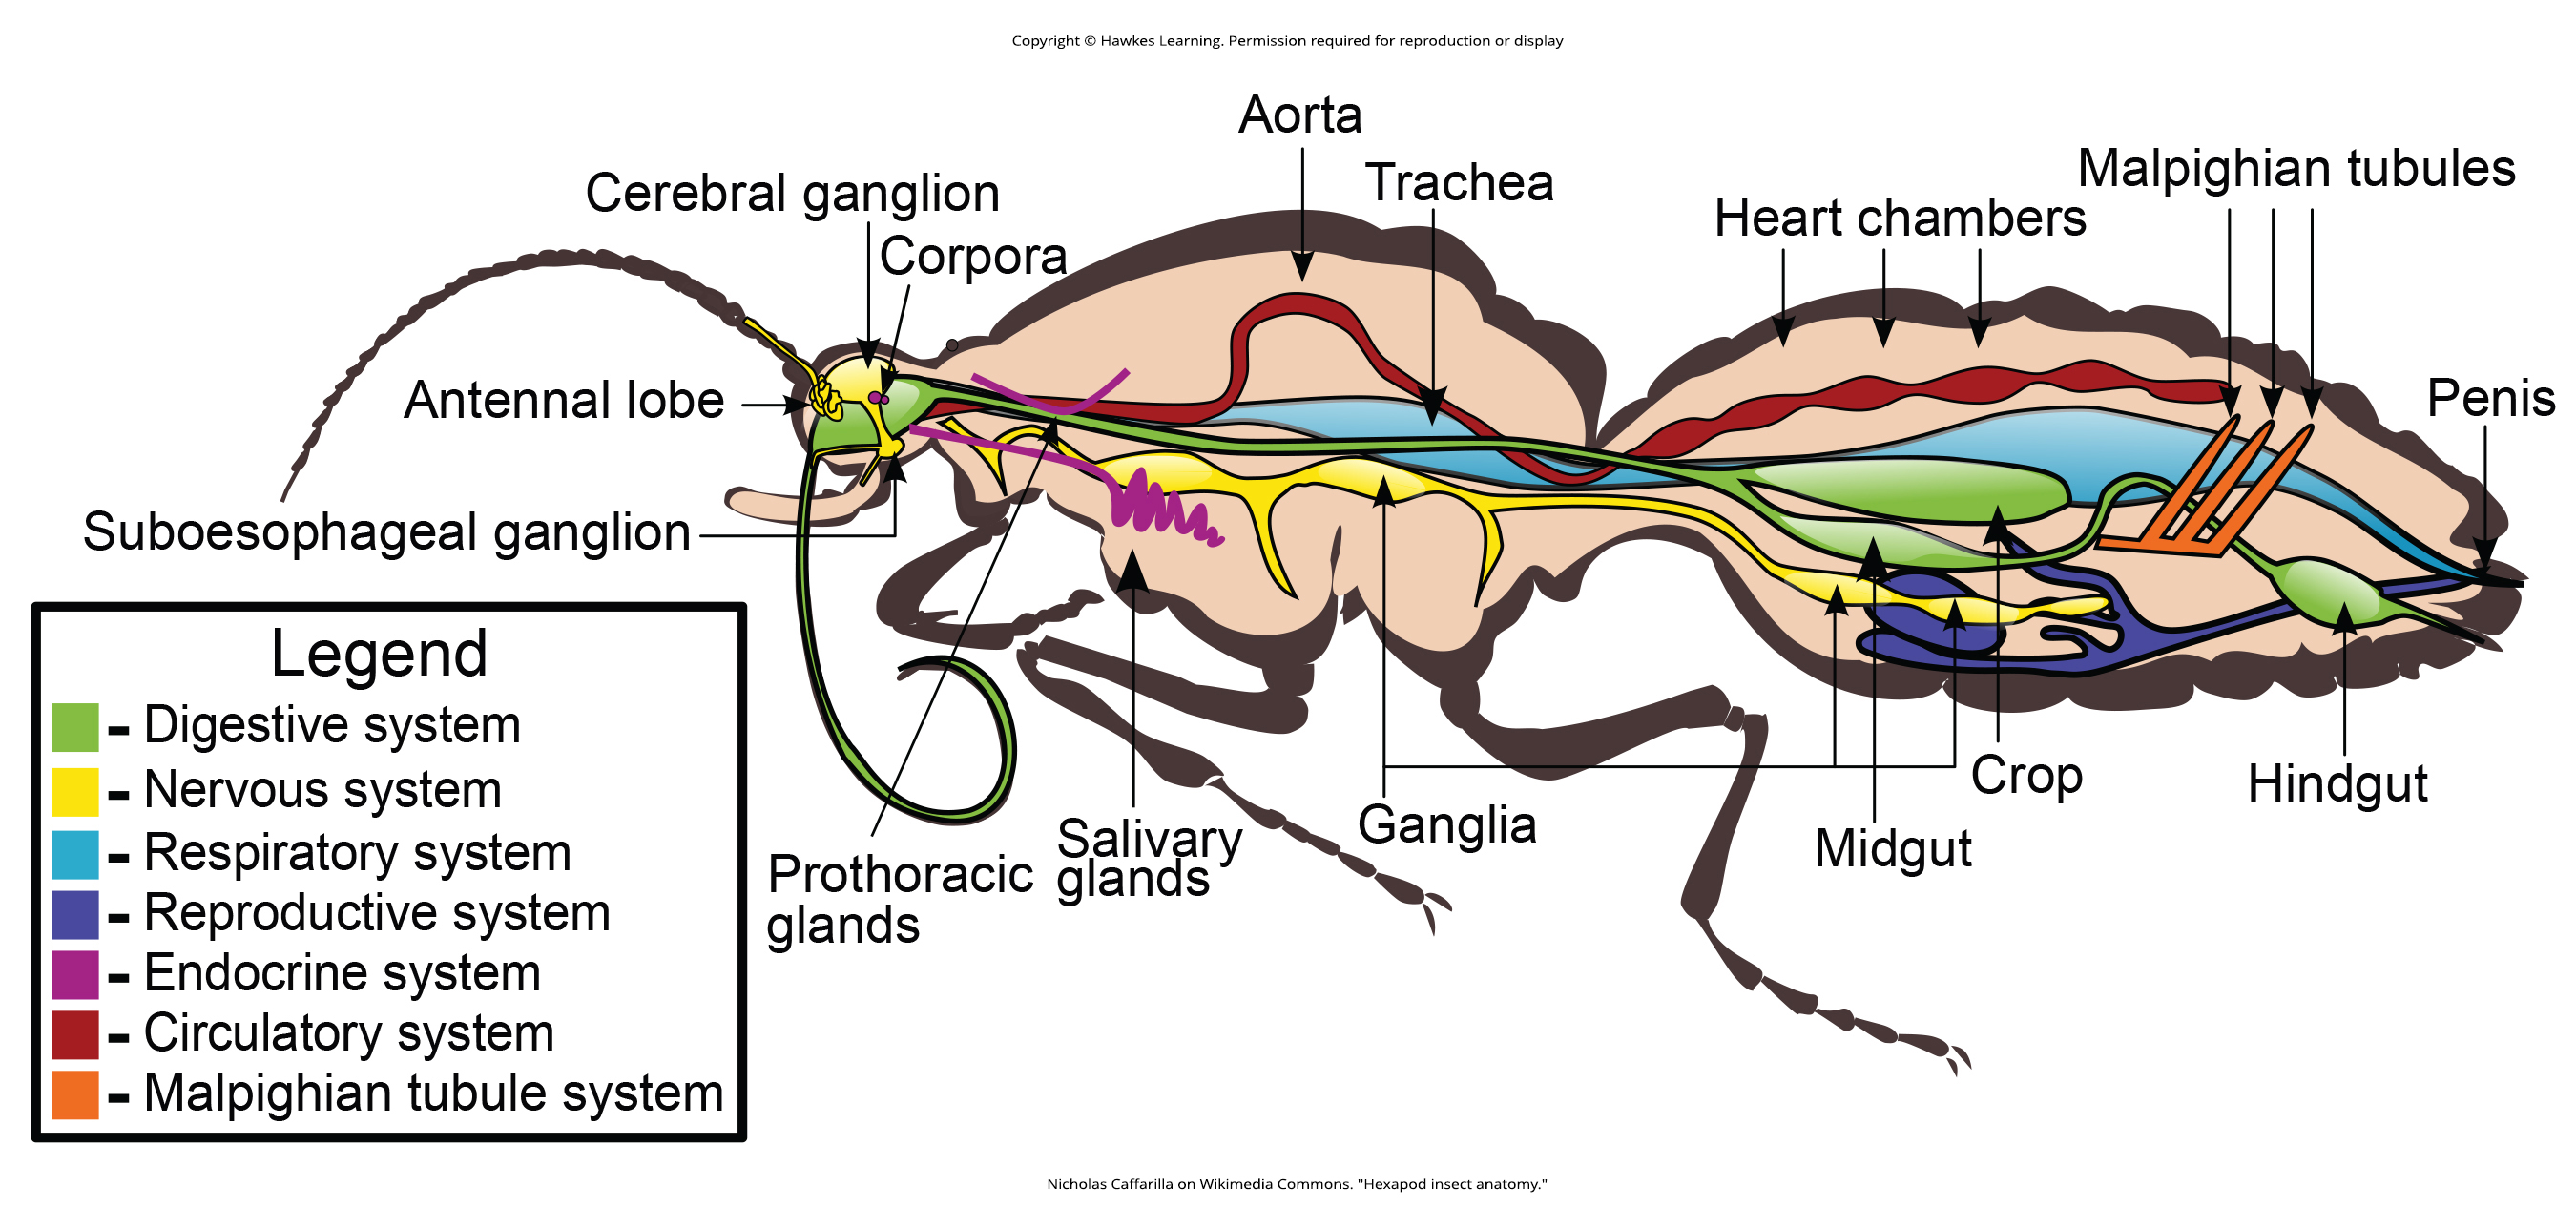 Copyright © Hawkes Learning. Permission required for reproduction or display
Aorta
Trachea
Malpighian tubules
Cerebral ganglion
Heart chambers
Corpora
Antennal lobe
Penis
Suboesophageal ganglion
Legend
- Digestive system
- Nervous system
- Respiratory system
- Reproductive system
- Endocrine system
- Circulatory system
- Malpighian tubule system
Prothoracic
glands
Salivary
glands
Ganglia
Midgut
Crop
Hindgut
Nicholas Caffarilla on Wikimedia Commons. "Hexapod insect anatomy."